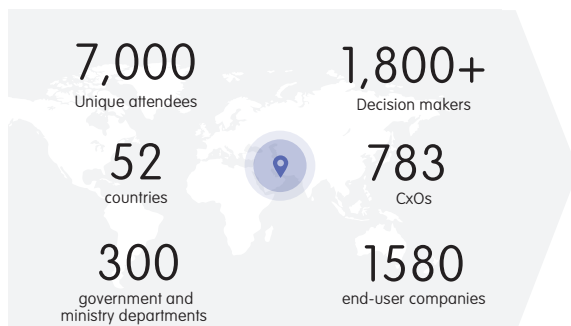 7,000
Unique attendees
1,800+
Decision makers
52
countries
783
CxOs
300
government and
ministry departments
1580
end-user companies